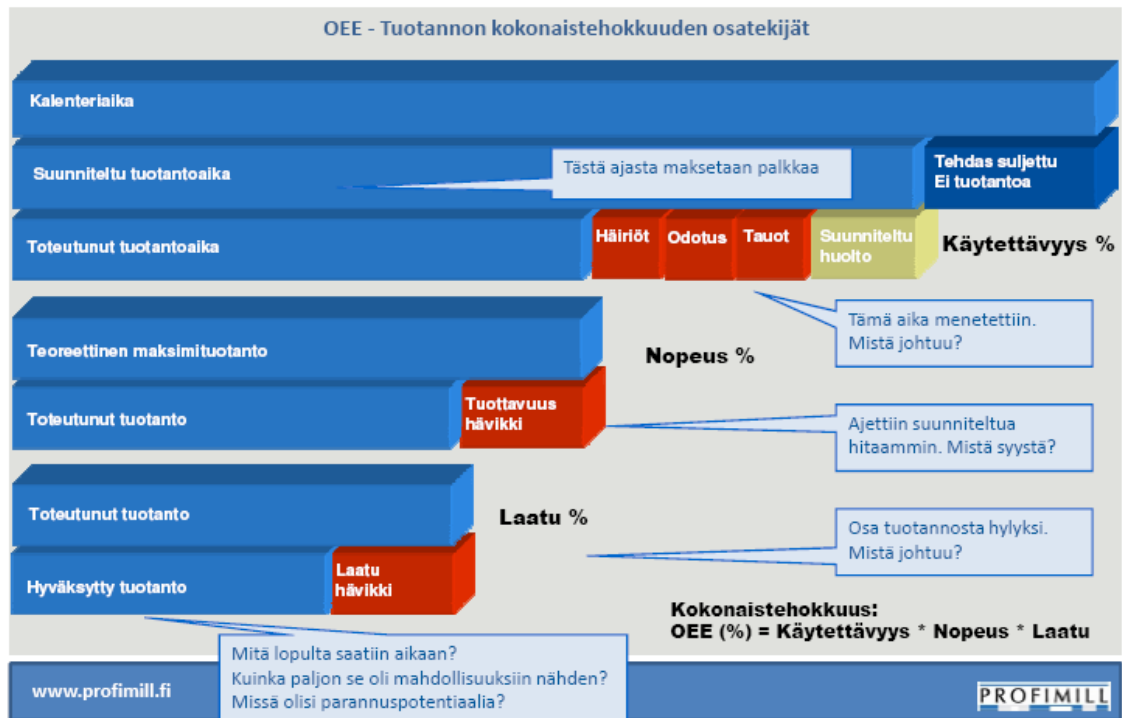 OEE - Tuotannon kokonaistehokkuuden osatekijät
Kalenteriaika
Suunniteltu tuotantoaika
Tästä ajasta maksetaan palkkaa
Tehdas suljettu
Ei tuotantoa
Toteutunut tuotantoaika
Häiriöt
Odotus
Tauot
Suunniteltu
huolto
Käytettävyys %
Tämä aika menetettiin.
Mistä johtuu?
Teoreettinen maksimituotanto
Nopeus %
Toteutunut tuotanto
Tuottavuus
hävikki
Ajettiin suunniteltua
hitaammin. Mistä syystä?
Toteutunut tuotanto
Laatu %
Osa tuotannosta hylyksi.
Mistä johtuu?
Hyväksytty tuotanto
Laatu
hävikki
Kokonaistehokkuus:
OEE (%) = Käytettävyys * Nopeus * Laatu
Mitä lopulta saatiin aikaan?
Kuinka paljon se oli mahdollisuuksiin nähden?
Missä olisi parannuspotentiaalia?
www.profimill.fi
PROFIMILL